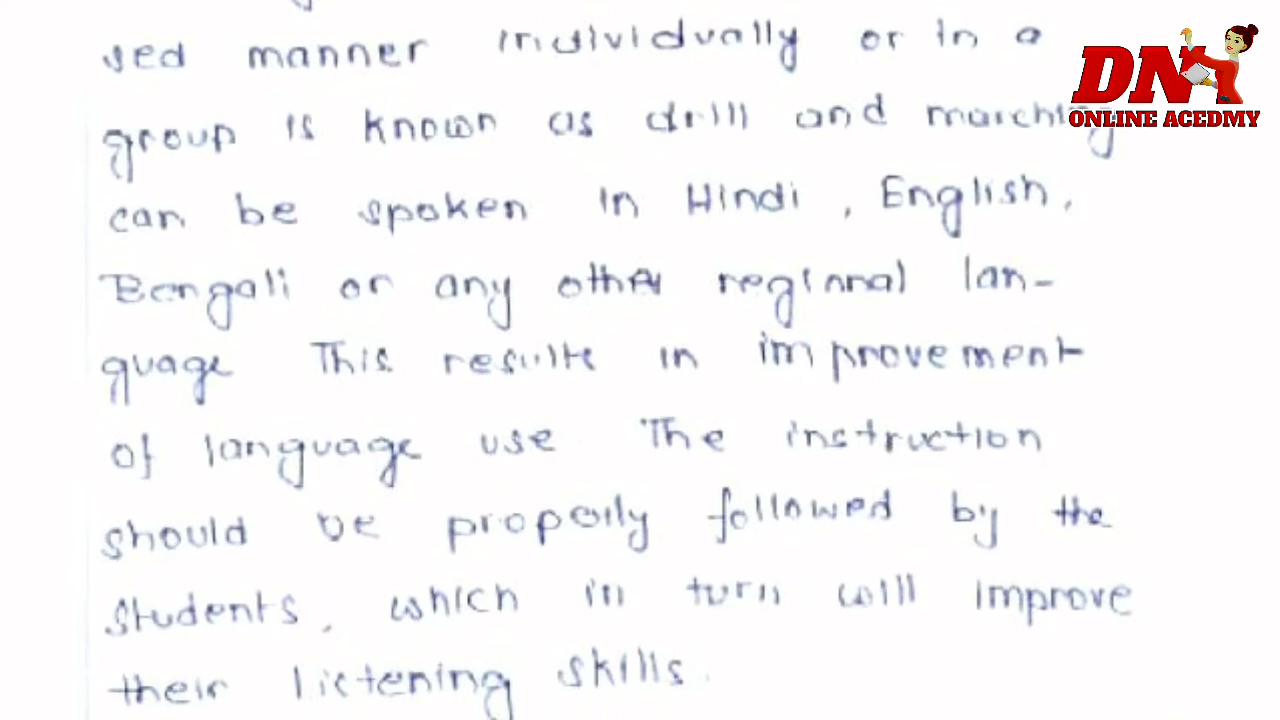 sed manner individually or in a
group is known as drill and marching
can be spoken in Hindi, English,
Bengali or any other reginnal lan-
guage This results in improvement
of language use The instruction
should be properly followed by the
students, which in turn will improve
their listening skills.
DN
ONLINE ACEDMY